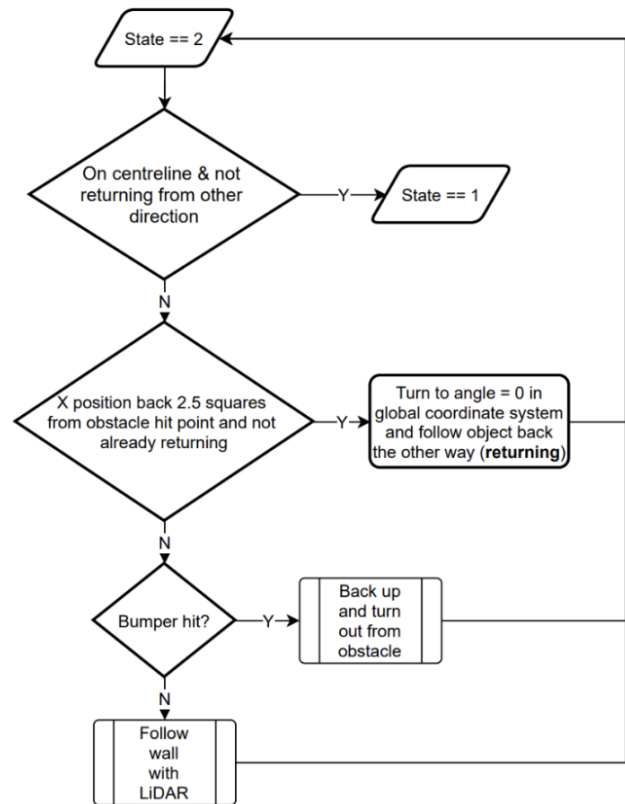 State == 2
On centreline & not
returning from other
direction
Y
State == 1
N
X position back 2.5 squares
from obstacle hit point and not
already returning
Y
Turn to angle = 0 in
global coordinate system
and follow object back
the other way (returning)
N
Bumper hit?
Y
Back up
and turn
out from
obstacle
N
Follow
wall
with
LiDAR